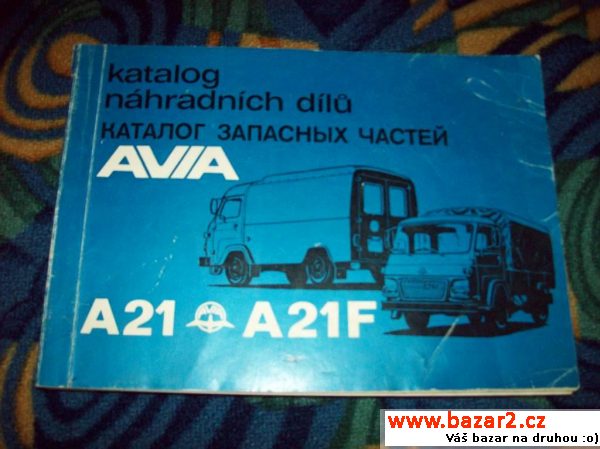 katalog
náhradních dílů
КАТАЛОГ ЗАПАСНЫХ ЧАСТЕЙ
AVIA
A21 A21F
www.bazar2.cz
Váš bazar na druhou :o)